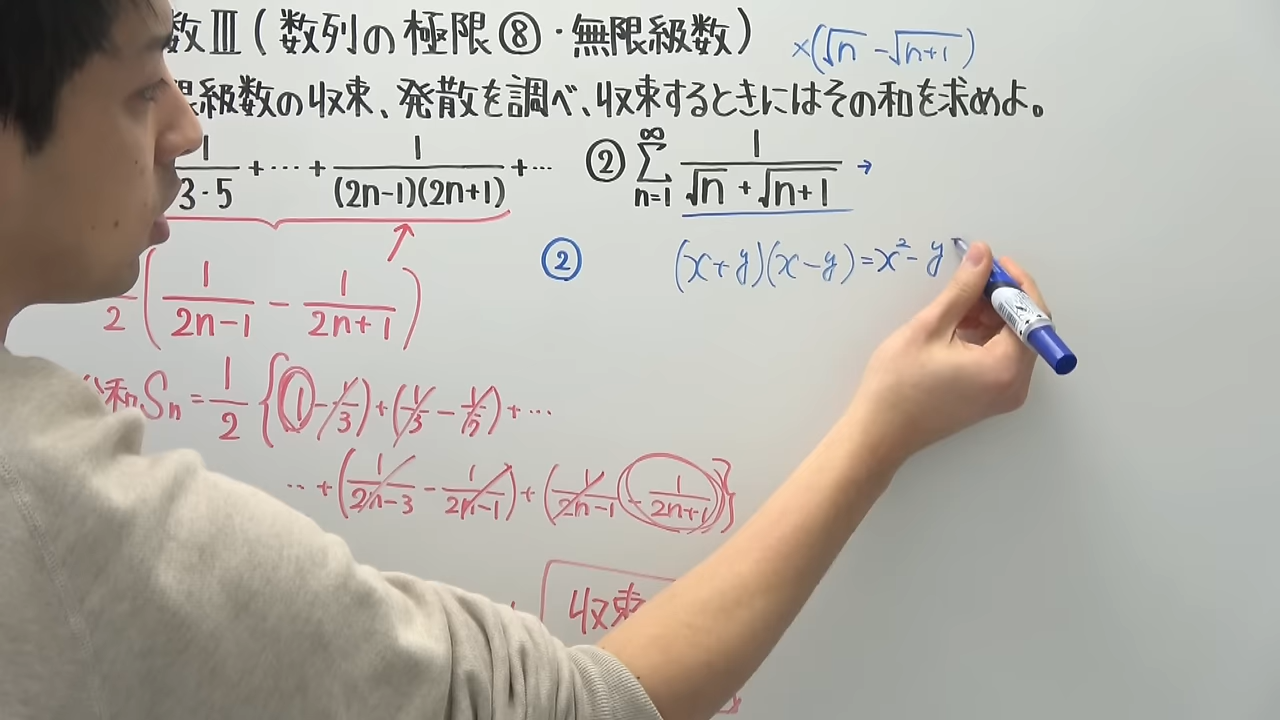 数Ⅲ(数列の極限⑧・無限級数)
×(√n -√n+1)
限級数の収束、発散を調べ、収束するときにはその和を求めよ。
1/3・5 +…+ 1/(2n-1)(2n+1) +…
② ∞Σn=1 1/√n +√n+1 →
② (x+y)(x-y)=x²-y
1/2 (1/2n-1 - 1/2n+1)
和Sn = 1/2 {(1-1/3)+(1/3-1/5)+…
…+(1/2n-3 - 1/2n-1)+(1/2n-1 - 1/2n+1)}
収束